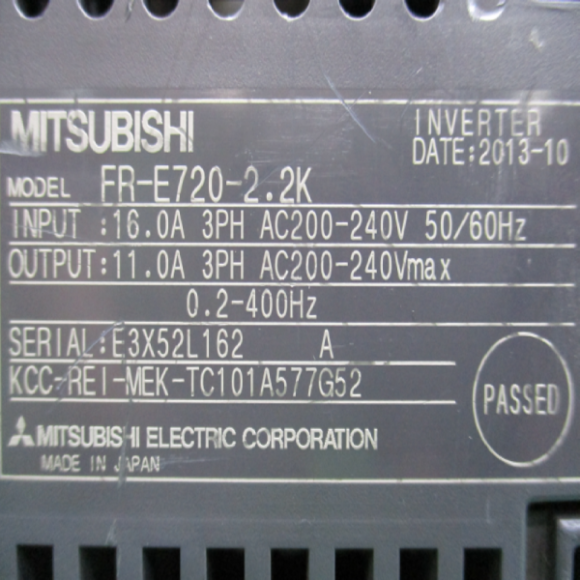 MITSUBISHI
INVERTER
DATE:2013-10
MODEL FR-E720-2.2K
INPUT :16.0A 3PH AC200-240V 50/60Hz
OUTPUT:11.0A 3PH AC200-240Vmax
0.2-400Hz
SERIAL:E3X52L162 A
KCC-REI-MEK-TC101A577G52
PASSED
MITSUBISHI ELECTRIC CORPORATION
MADE IN JAPAN